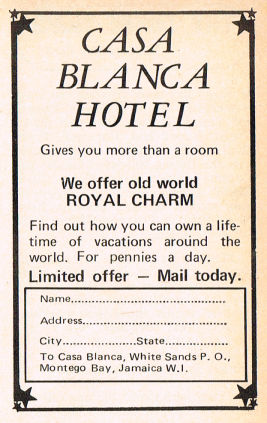 CASA
BLANCA
HOTEL
Gives you more than a room
We offer old world
ROYAL CHARM
Find out how you can own a life-
time of vacations around the
world. For pennies a day.
Limited offer — Mail today.
Name......................................
Address....................................
City...................State................
To Casa Blanca, White Sands P. O.,
Montego Bay, Jamaica W.I.